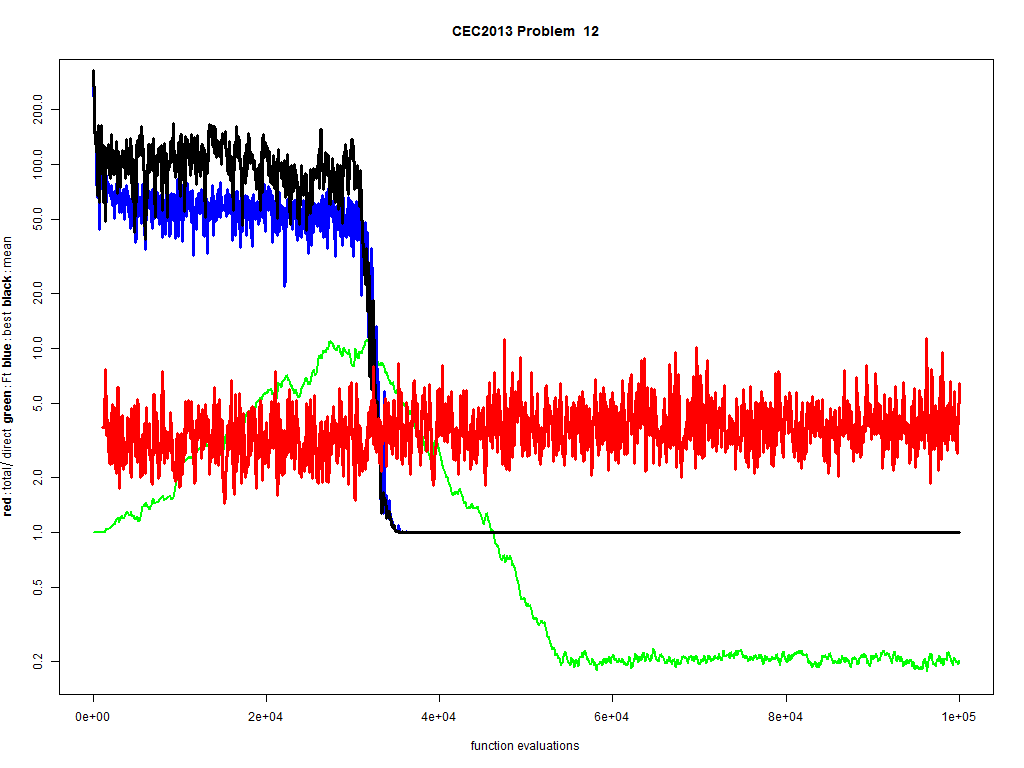 CEC2013 Problem 12
red : total/ direct green : Ft blue : best black : mean
200.0
100.0
50.0
20.0
10.0
5.0
2.0
1.0
0.5
0.2
0e+00 2e+04 4e+04 6e+04 8e+04 1e+05
function evaluations